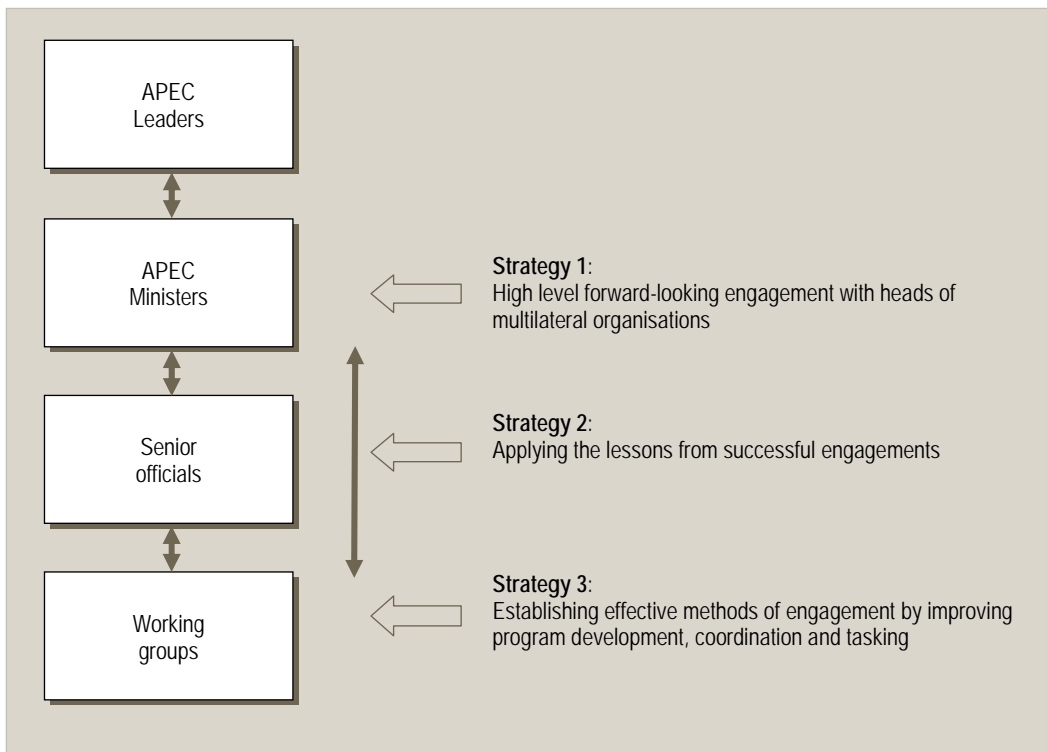 APEC
Leaders
APEC
Ministers
Strategy 1:
High level forward-looking engagement with heads of
multilateral organisations
Senior
officials
Strategy 2:
Applying the lessons from successful engagements
Working
groups
Strategy 3:
Establishing effective methods of engagement by improving
program development, coordination and tasking